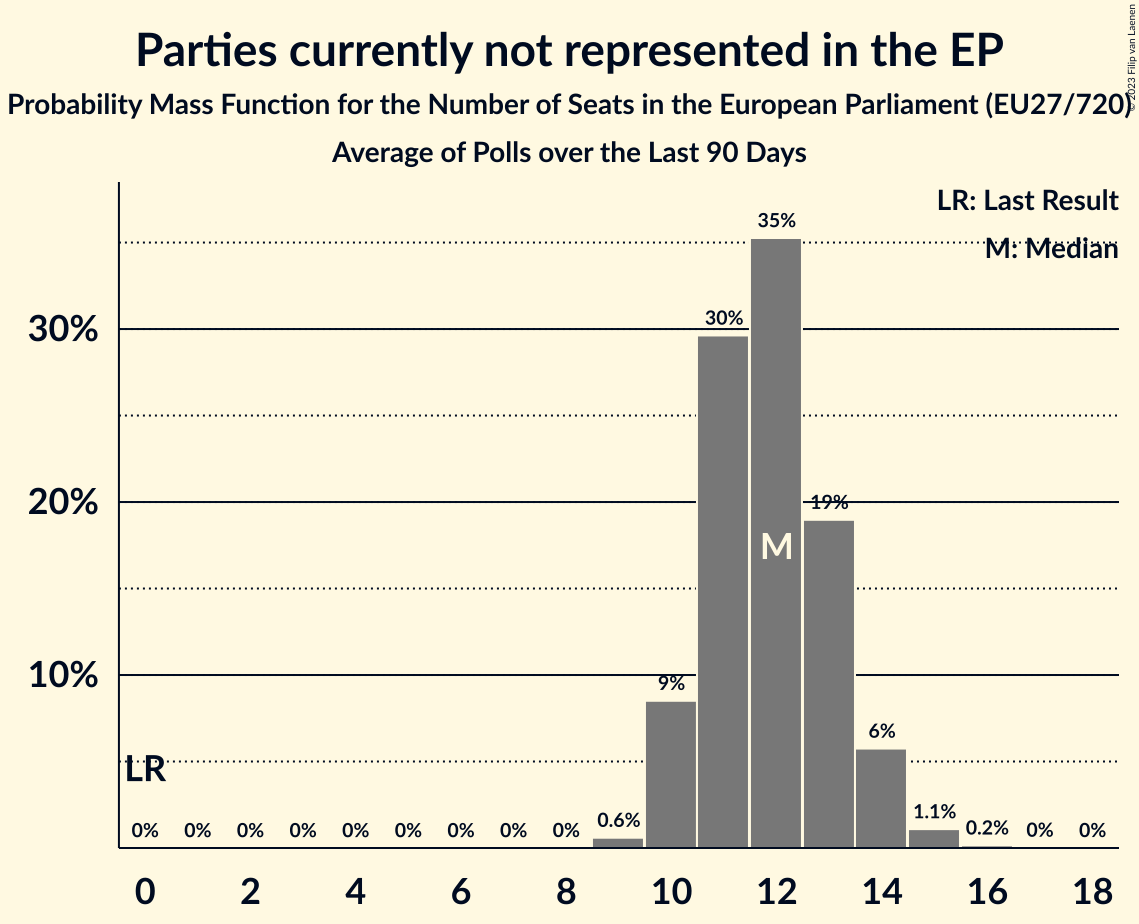 Parties currently not represented in the EP
Probability Mass Function for the Number of Seats in the European Parliament (EU27/720)
Average of Polls over the Last 90 Days
© 2023 Filip van Laenen
LR: Last Result
M: Median
35%
30%
30%
20%
19%
M
10%
9%
6%
LR
0% 0% 0% 0% 0% 0% 0% 0% 0% 0.6% 1.1% 0.2% 0% 0%
0 2 4 6 8 10 12 14 16 18